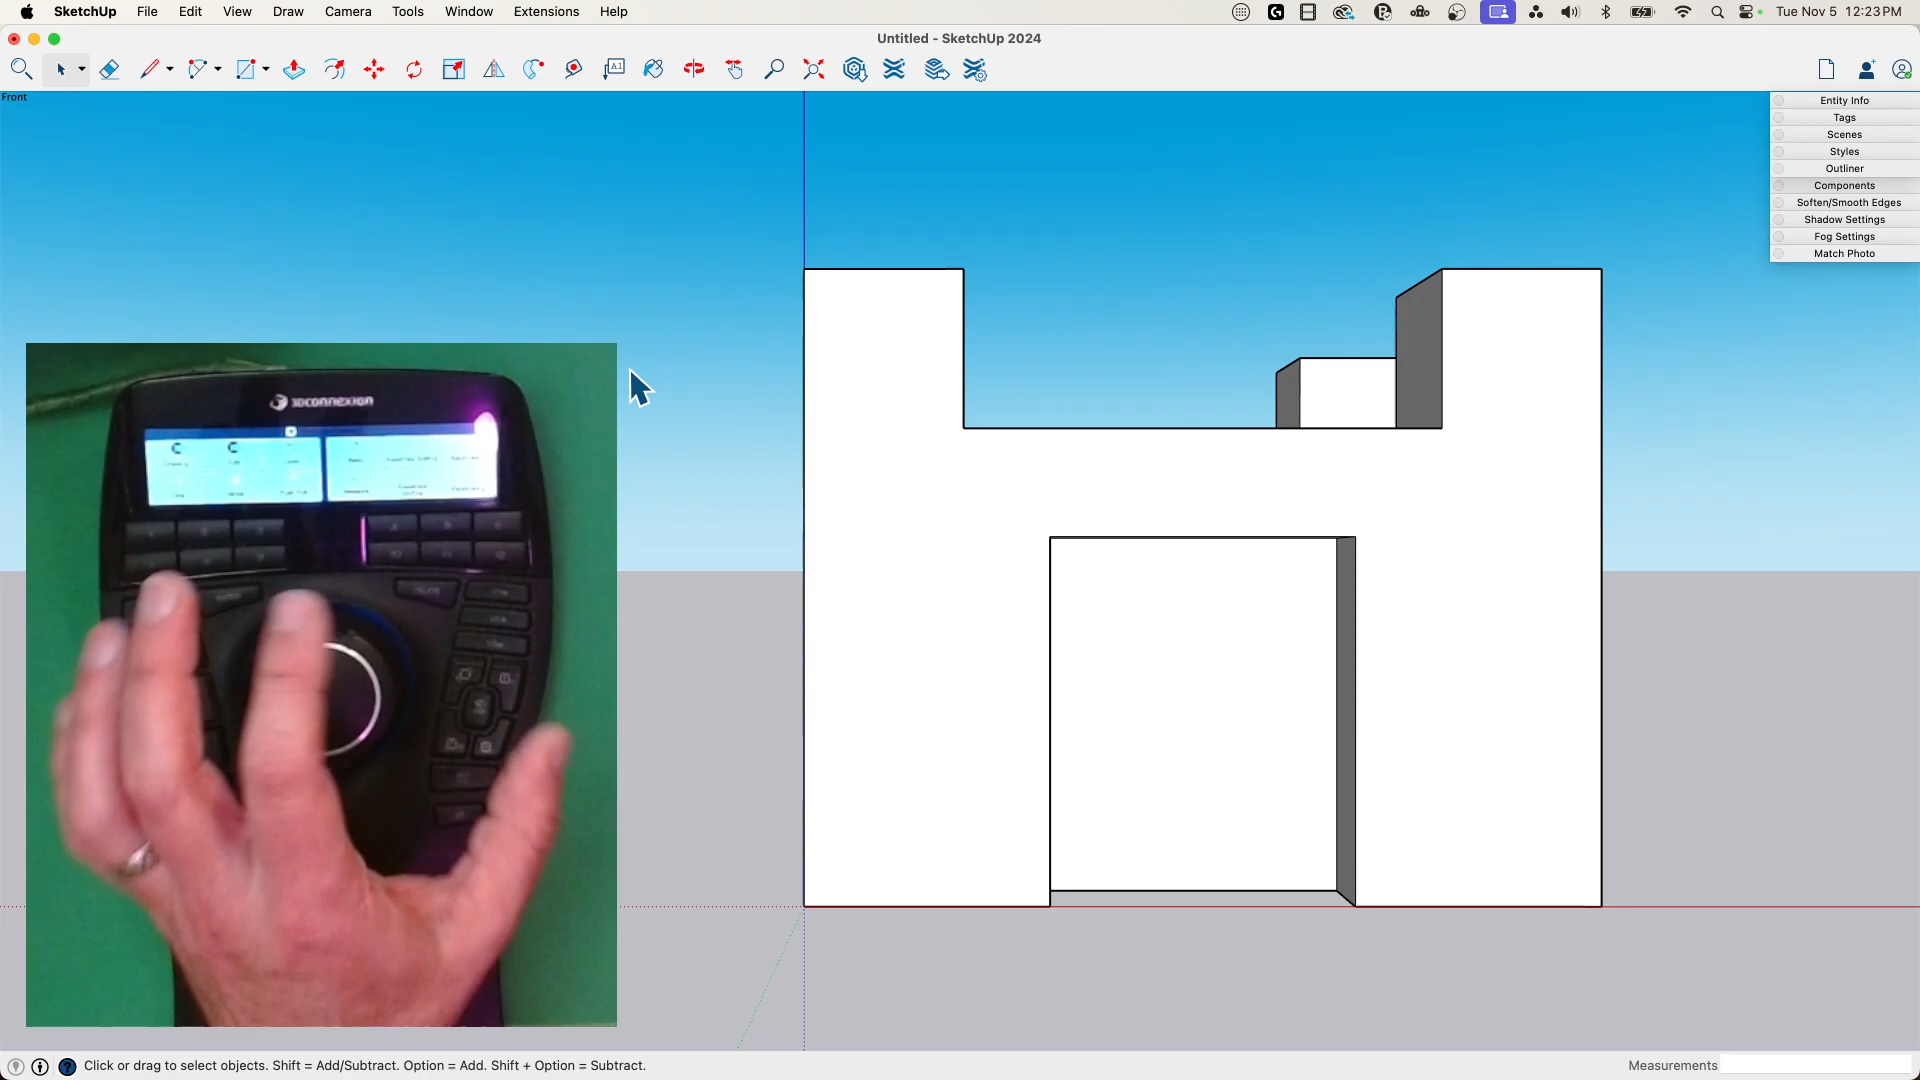 SketchUp File Edit View Draw Camera Tools Window Extensions Help Tue Nov 5 12:23 PM
Untitled - SketchUp 2024
A1
Front
Entity Info
Tags
Scenes
Styles
Outliner
Components
Soften/Smooth Edges
Shadow Settings
Fog Settings
Match Photo
3DCONNEXION
Click or drag to select objects. Shift = Add/Subtract. Option = Add. Shift + Option = Subtract.
Measurements